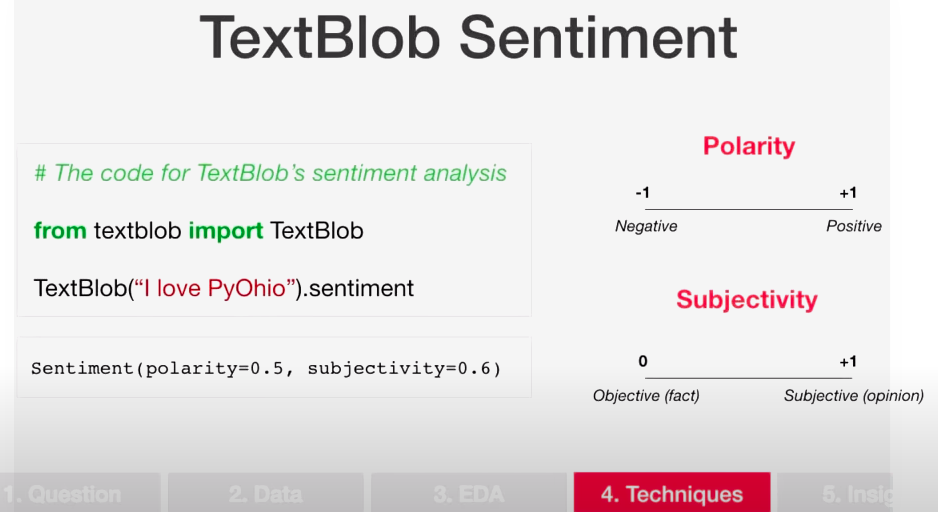 TextBlob Sentiment
# The code for TextBlob’s sentiment analysis
from textblob import TextBlob
TextBlob(“I love PyOhio”).sentiment
Sentiment(polarity=0.5, subjectivity=0.6)
Polarity
-1 +1
Negative Positive
Subjectivity
0 +1
Objective (fact) Subjective (opinion)
1. Question 2. Data 3. EDA 4. Techniques 5. Insig